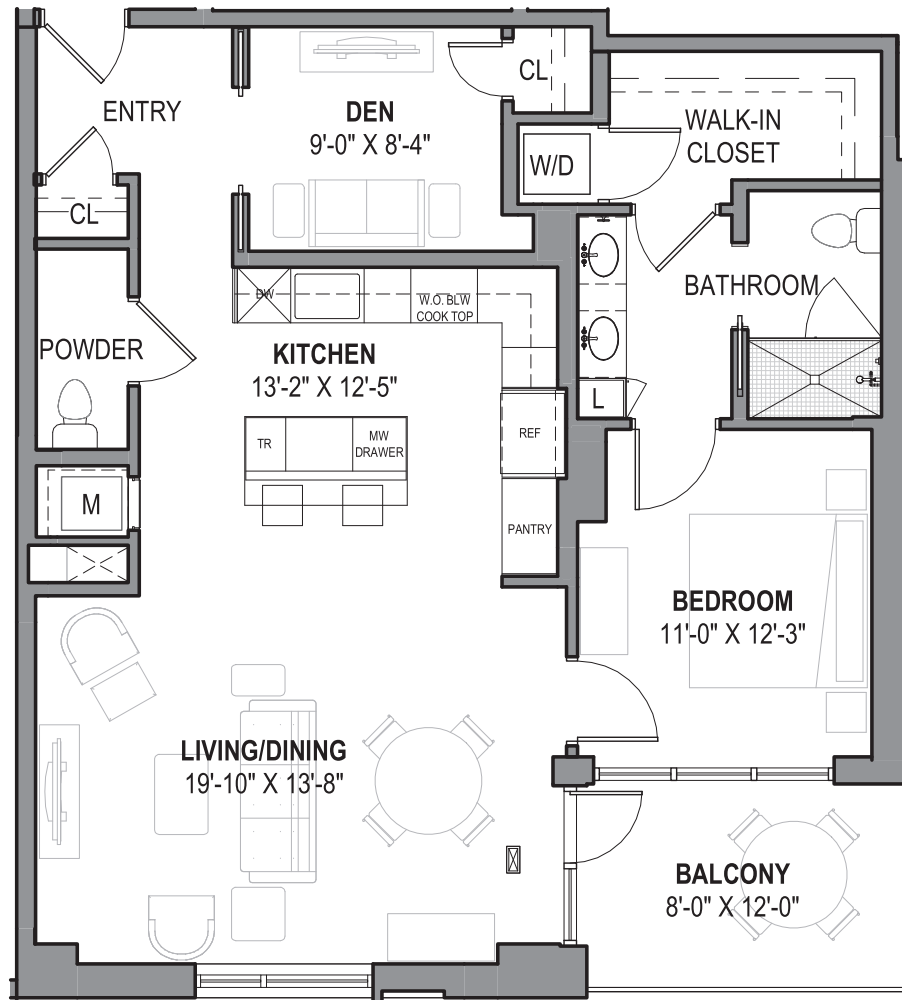 ENTRY
DEN
9'-0" X 8'-4"
CL
WALK-IN
CLOSET
W/D
CL
BATHROOM
DW
W.O. BLW
COOK TOP
POWDER
KITCHEN
13'-2" X 12'-5"
L
TR
MW
DRAWER
REF
M
PANTRY
BEDROOM
11'-0" X 12'-3"
LIVING/DINING
19'-10" X 13'-8"
BALCONY
8'-0" X 12'-0"